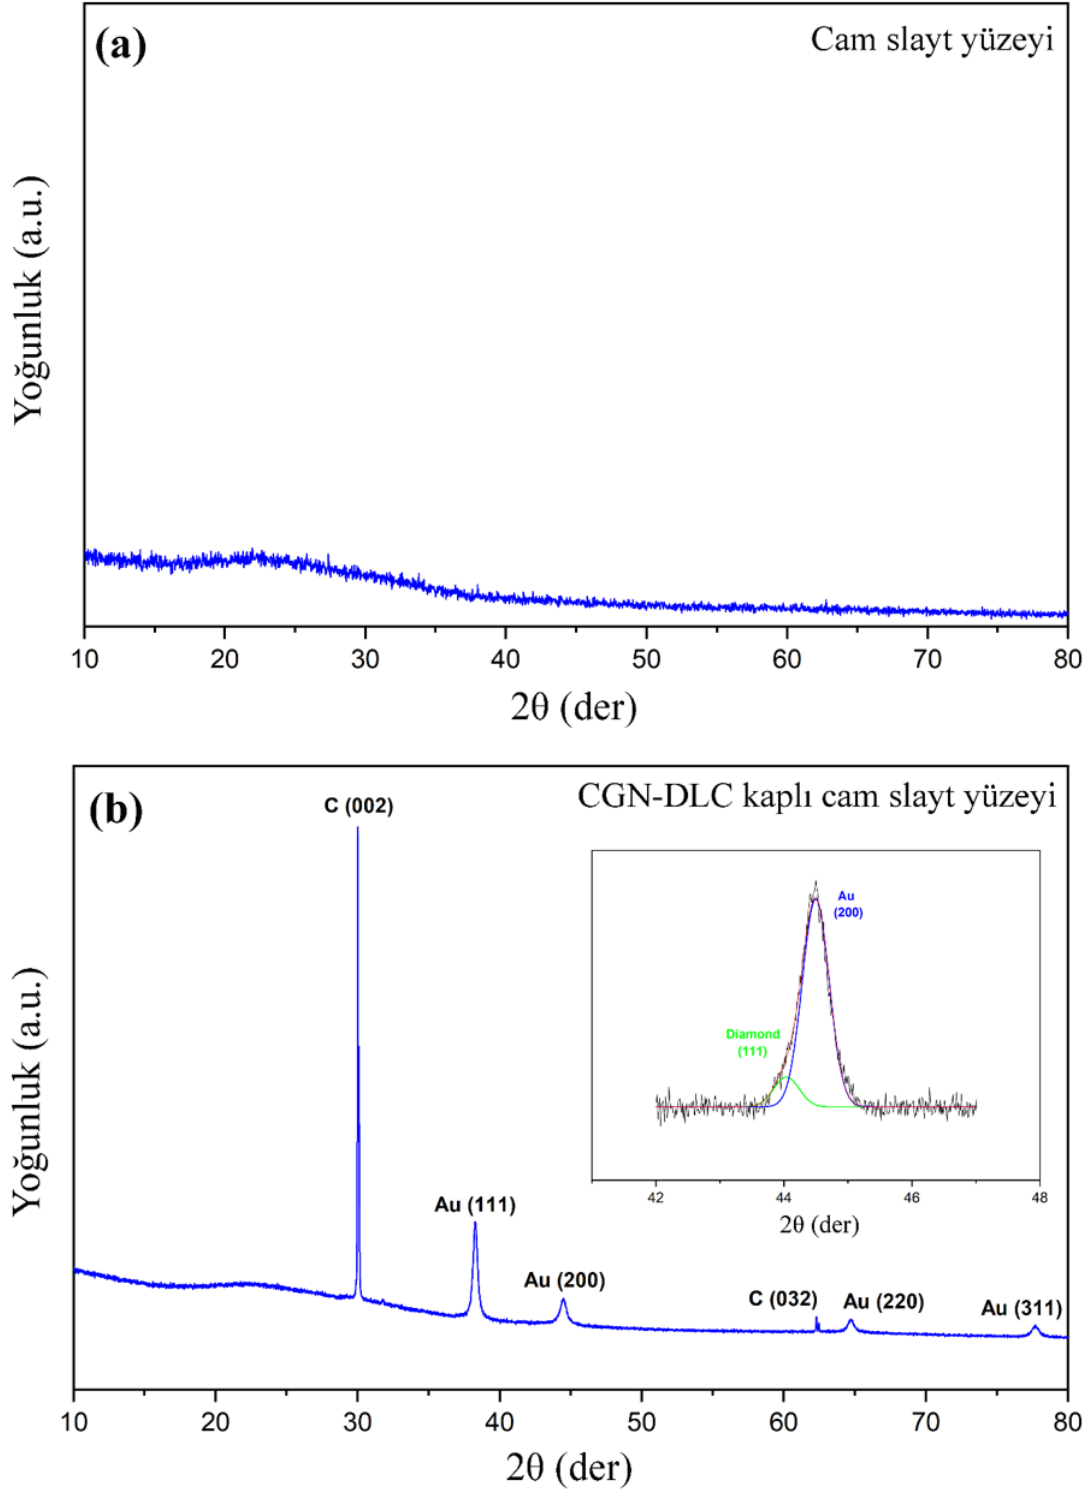 (a)
Cam slayt yüzeyi
Yoğunluk (a.u.)
10 20 30 40 50 60 70 80
2θ (der)
(b)
CGN-DLC kaplı cam slayt yüzeyi
C (002)
Au
(200)
Diamond
(111)
42 44 46 48
2θ (der)
Yoğunluk (a.u.)
Au (111)
Au (200)
C (032)
Au (220)
Au (311)
10 20 30 40 50 60 70 80
2θ (der)